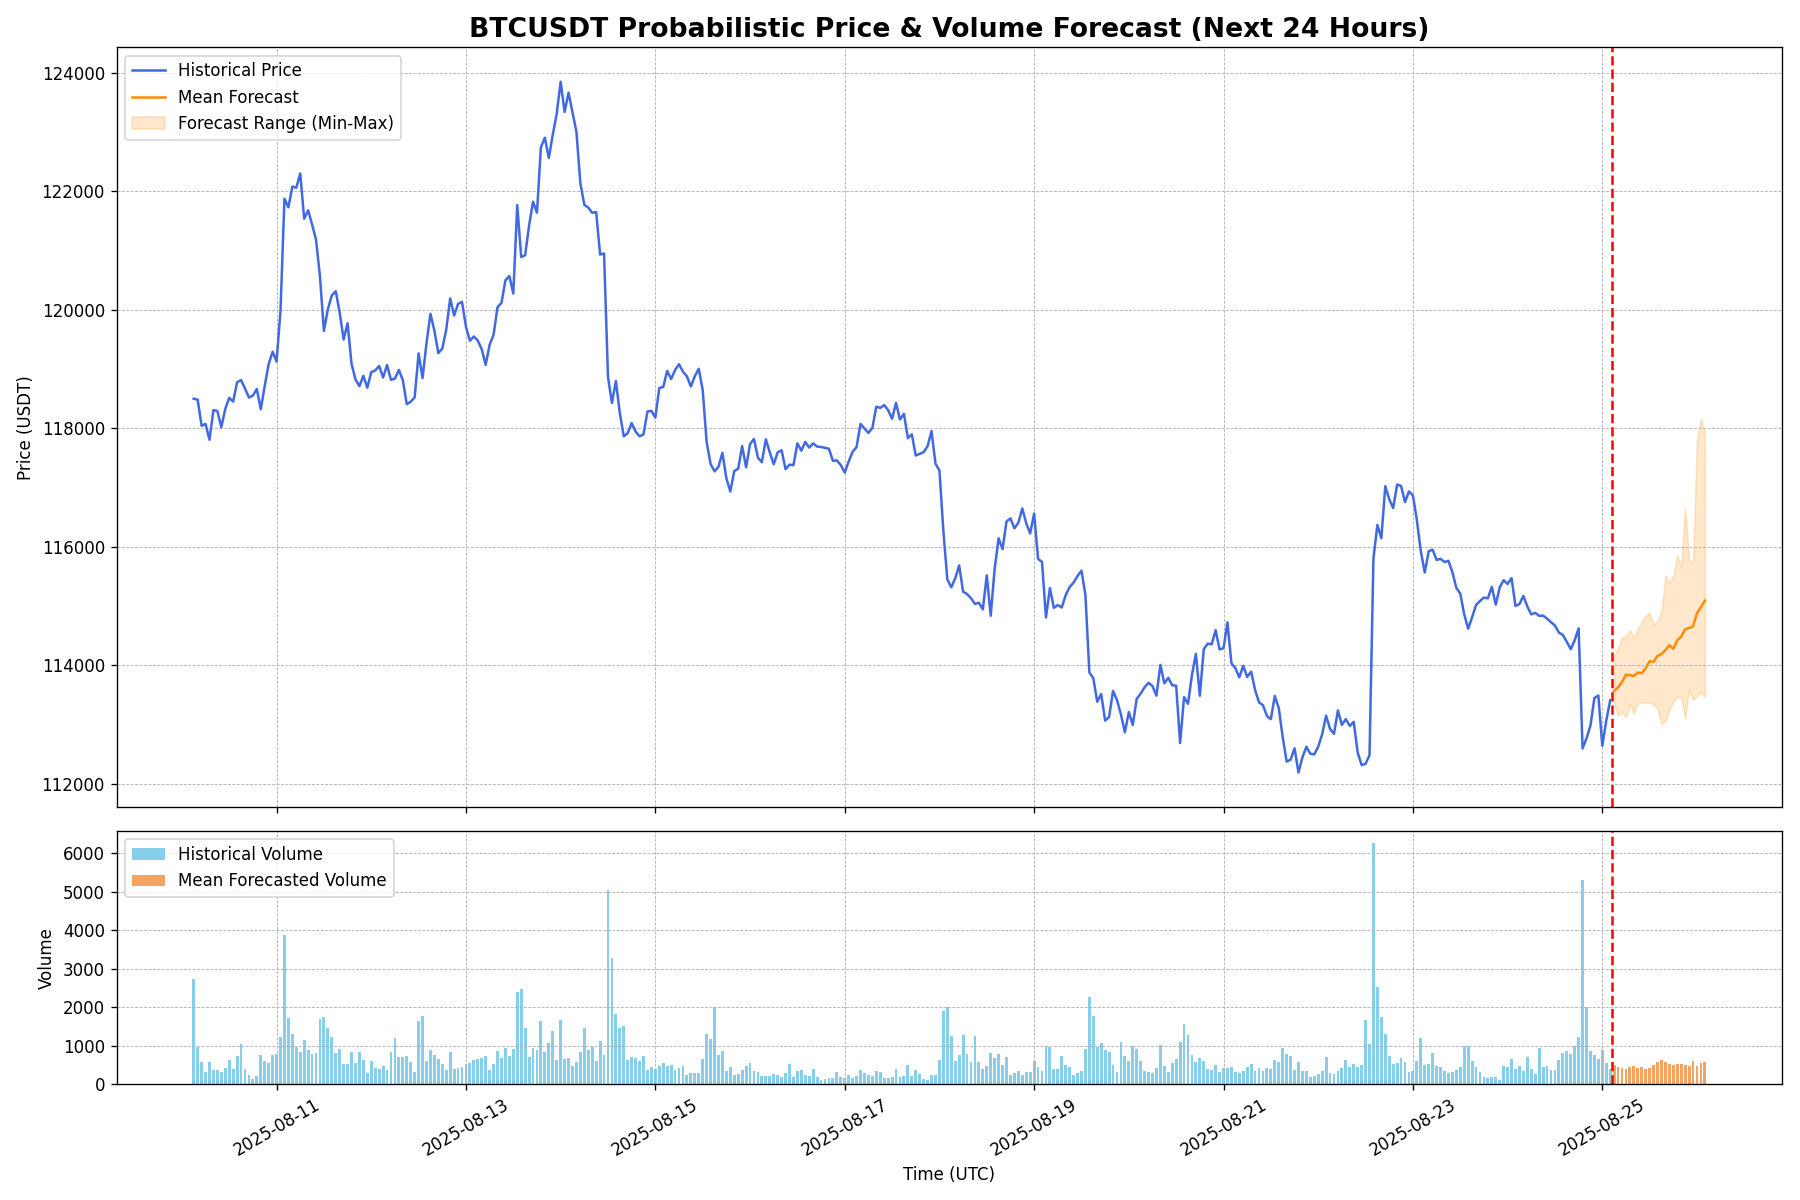 BTCUSDT Probabilistic Price & Volume Forecast (Next 24 Hours)
Historical Price
Mean Forecast
Forecast Range (Min-Max)
124000
122000
120000
118000
116000
114000
112000
Price (USDT)
Historical Volume
Mean Forecasted Volume
6000
5000
4000
3000
2000
1000
0
Volume
2025-08-11
2025-08-13
2025-08-15
2025-08-17
2025-08-19
2025-08-21
2025-08-23
2025-08-25
Time (UTC)